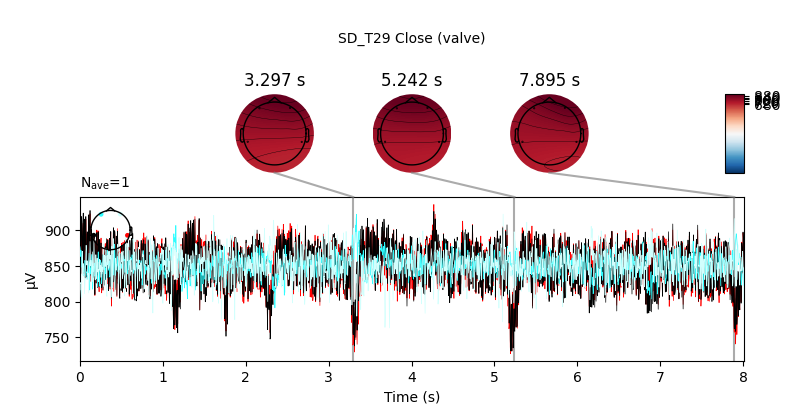 SD_T29 Close (valve)
3.297 s 5.242 s 7.895 s
Nave=1
900
850
800
750
µV
0 1 2 3 4 5 6 7 8
Time (s)